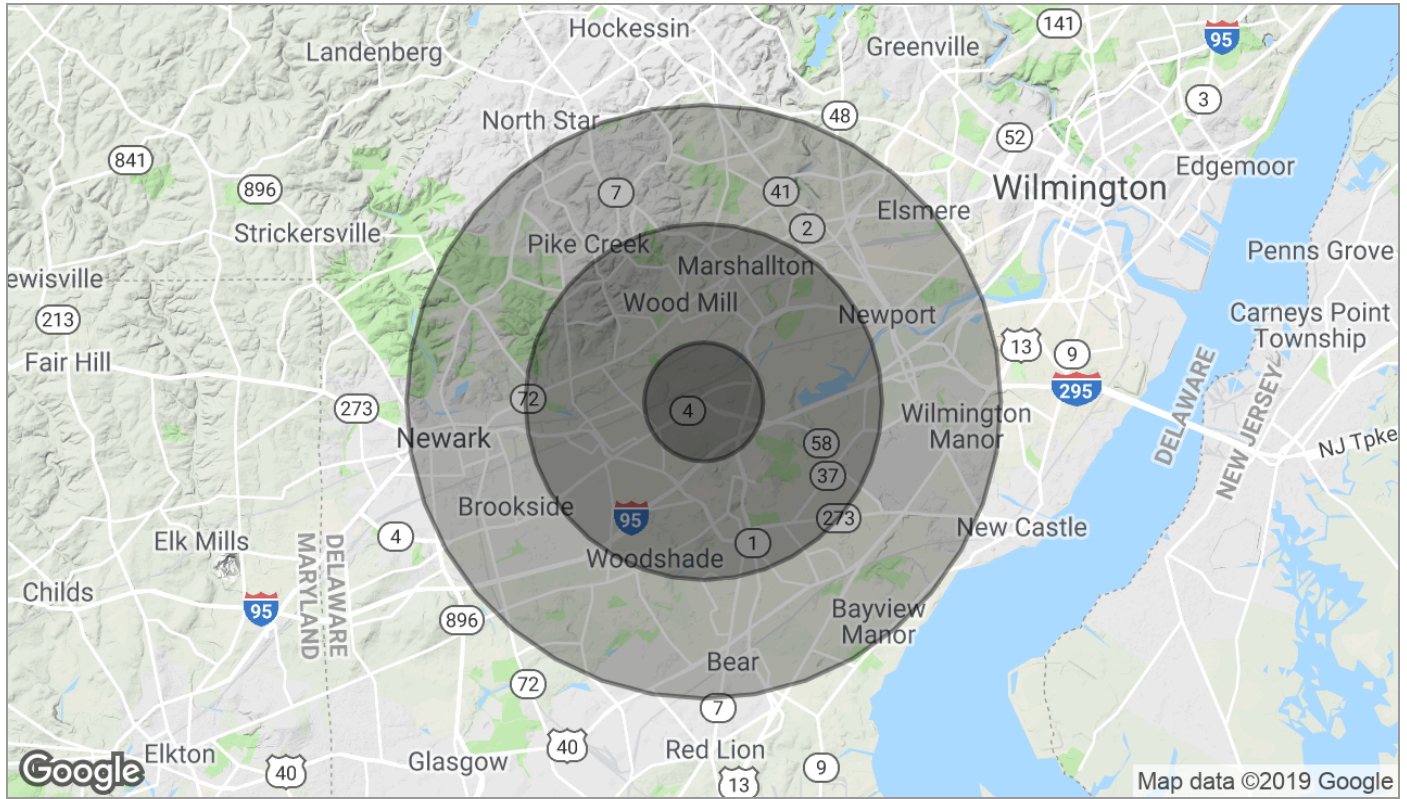 Hockessin
141
95
Landenberg
Greenville
3
North Star
48
52
841
Edgemoor
896
7
41
Wilmington
Strickersville
2
Elsmere
Pike Creek
Penns Grove
ewisville
Marshallton
213
Wood Mill
Newport
Carneys Point
Township
13
9
Fair Hill
295
72
4
273
Wilmington
Manor
Newark
58
DELAWARE
NEW JERSEY
NJ Tpke
37
Brookside
95
273
New Castle
4
1
Elk Mills
DELAWARE
MARYLAND
Woodshade
Childs
95
896
Bayview
Manor
Bear
72
7
Elkton
40
Glasgow
40
Red Lion
9
13
Google
Map data ©2019 Google